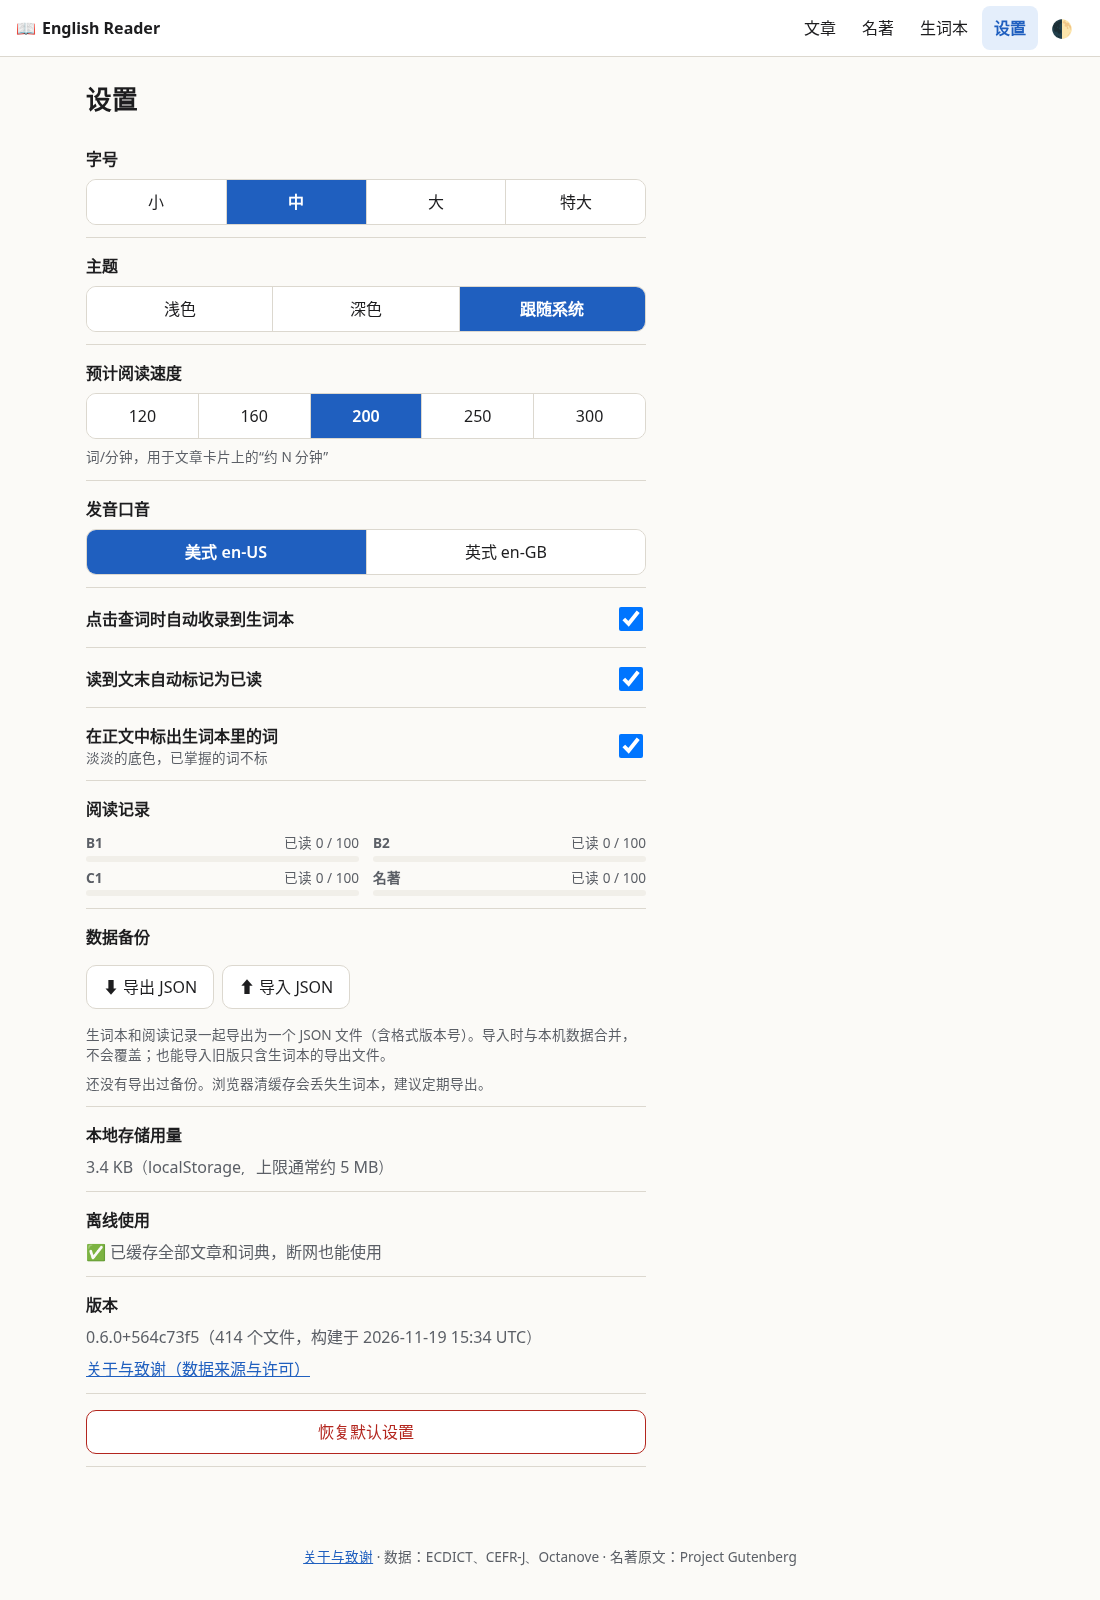 📖 English Reader
文章 名著 生词本 设置 🌓
设置
字号
小 中 大 特大
主题
浅色 深色 跟随系统
预计阅读速度
120 160 200 250 300
词/分钟，用于文章卡片上的“约 N 分钟”
发音口音
美式 en-US 英式 en-GB
点击查词时自动收录到生词本
读到文末自动标记为已读
在正文中标出生词本里的词
淡淡的底色，已掌握的词不标
阅读记录
B1 已读 0 / 100 B2 已读 0 / 100
C1 已读 0 / 100 名著 已读 0 / 100
数据备份
⬇ 导出 JSON ⬆ 导入 JSON
生词本和阅读记录一起导出为一个 JSON 文件（含格式版本号）。导入时与本机数据合并，
不会覆盖；也能导入旧版只含生词本的导出文件。
还没有导出过备份。浏览器清缓存会丢失生词本，建议定期导出。
本地存储用量
3.4 KB（localStorage，上限通常约 5 MB）
离线使用
✅ 已缓存全部文章和词典，断网也能使用
版本
0.6.0+564c73f5（414 个文件，构建于 2026-11-19 15:34 UTC）
关于与致谢（数据来源与许可）
恢复默认设置
关于与致谢 · 数据：ECDICT、CEFR-J、Octanove · 名著原文：Project Gutenberg